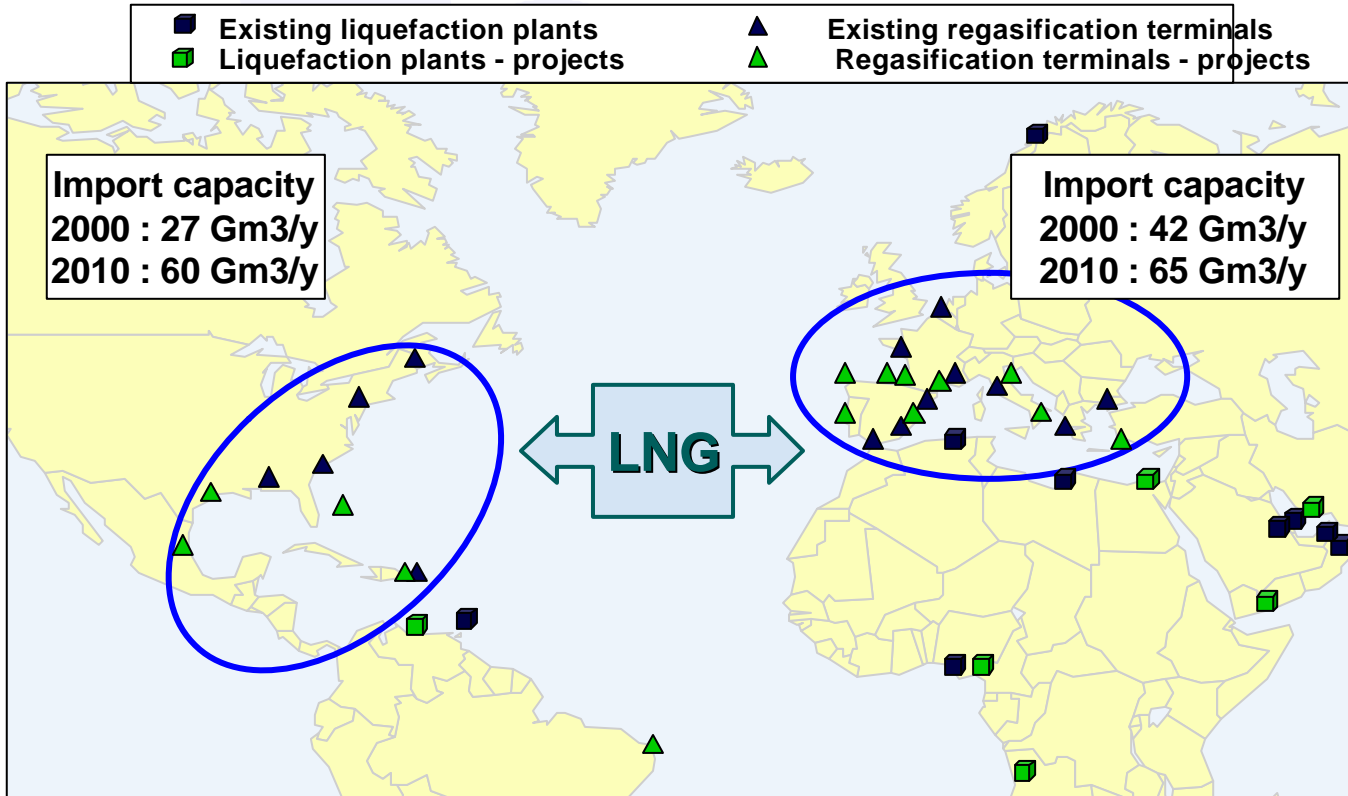 Existing liquefaction plants
Existing regasification terminals
Liquefaction plants - projects
Regasification terminals - projects
Import capacity
2000 : 27 Gm3/y
2010 : 60 Gm3/y
Import capacity
2000 : 42 Gm3/y
2010 : 65 Gm3/y
LNG